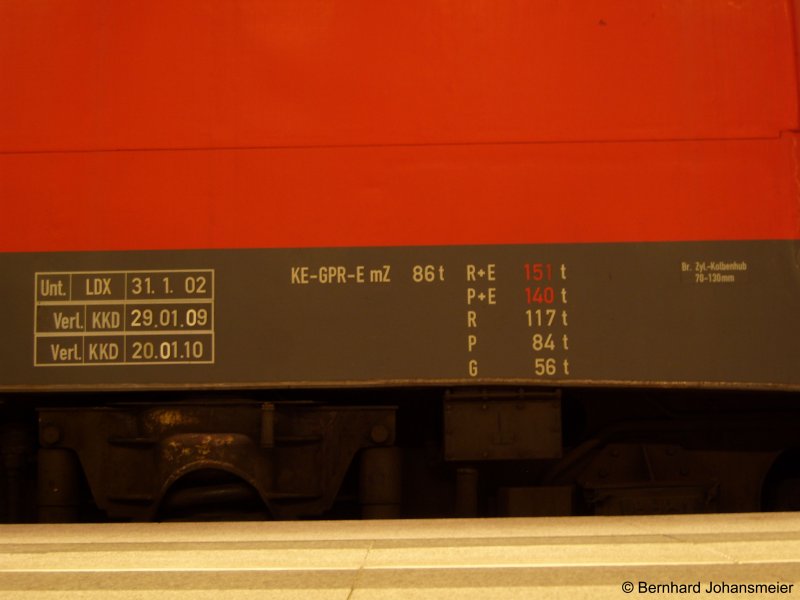 Unt. LDX 31. 1. 02
Verl. KKD 29.01.09
Verl. KKD 20.01.10
KE-GPR-E mZ 86 t
R+E 151 t
P+E 140 t
R 117 t
P 84 t
G 56 t
Br. Zyl.-Kolbenhub
70-130mm
© Bernhard Johansmeier